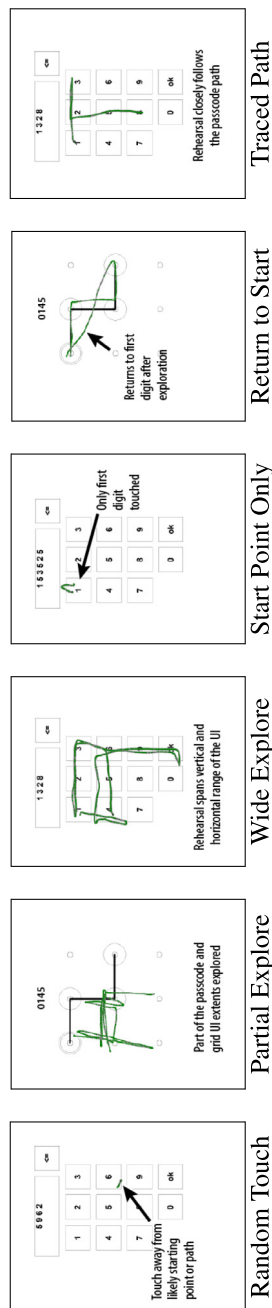 5962
<=
1 2 3
4 5 6
8 9
0 ok
Touch away from
likely starting
point or path
Random Touch
0145
Part of the passcode and
grid UI extents explored
Partial Explore
1328
<=
1 2 3
4 5 6
7 8 9
0 ok
Rehearsal spans vertical and
horizontal range of the UI
Wide Explore
153525
<=
1 2 3
4 5 6
7 8 9
0 ok
Only first
digit
touched
Start Point Only
0145
Returns to first
digit after
exploration
Return to Start
1328
<=
1 2 3
4 5 6
7 8 9
0 ok
Rehearsal closely follows
the passcode path
Traced Path